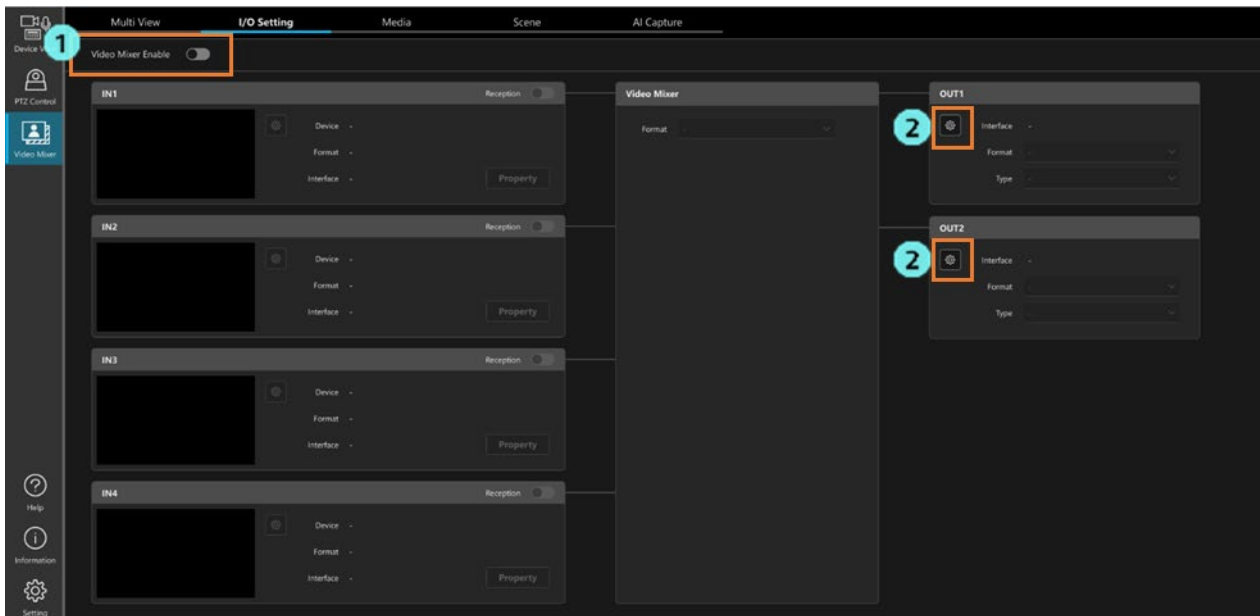 Multi View
I/O Setting
Media
Scene
AI Capture
1
Video Mixer Enable
PTZ Control
Video Mixer
Help
Information
Setting
IN1
Reception
Device -
Format -
Interface -
Property
IN2
Reception
Device -
Format -
Interface -
Property
IN3
Reception
Device -
Format -
Interface -
Property
IN4
Reception
Device -
Format -
Interface -
Property
Video Mixer
Format -
OUT1
2
Interface -
Format -
Type -
OUT2
2
Interface -
Format -
Type -